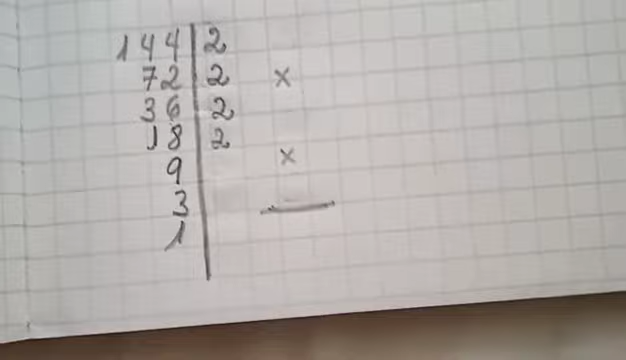 144 | 2
72 | 2 x
36 | 2
18 | 2
9 | x
3 |
1 |